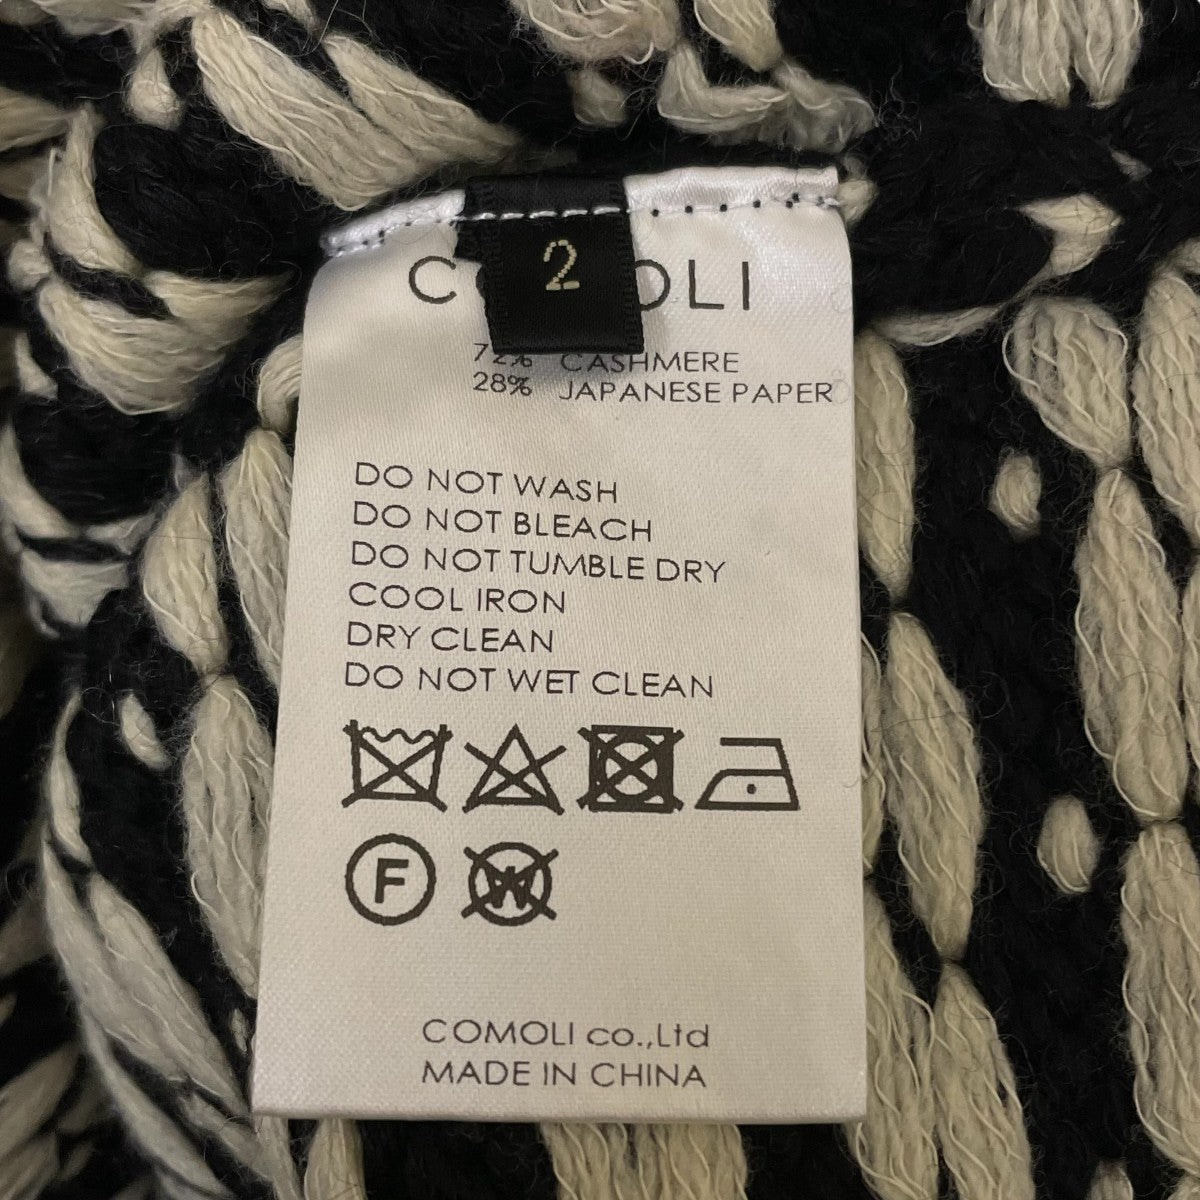 2
72% CASHMERE
28% JAPANESE PAPER
DO NOT WASH
DO NOT BLEACH
DO NOT TUMBLE DRY
COOL IRON
DRY CLEAN
DO NOT WET CLEAN
F
W
COMOLI co.,Ltd
MADE IN CHINA